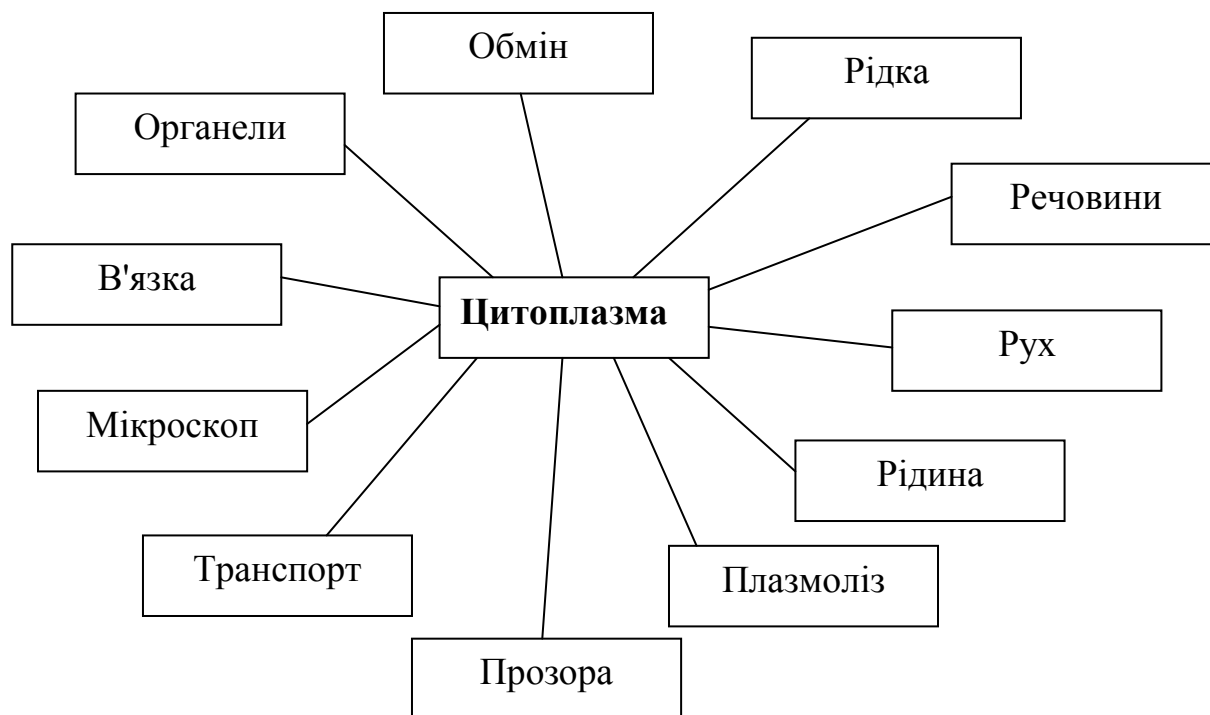 Обмін
Рідка
Органели
Речовини
В'язка
Цитоплазма
Рух
Мікроскоп
Рідина
Транспорт
Плазмоліз
Прозора